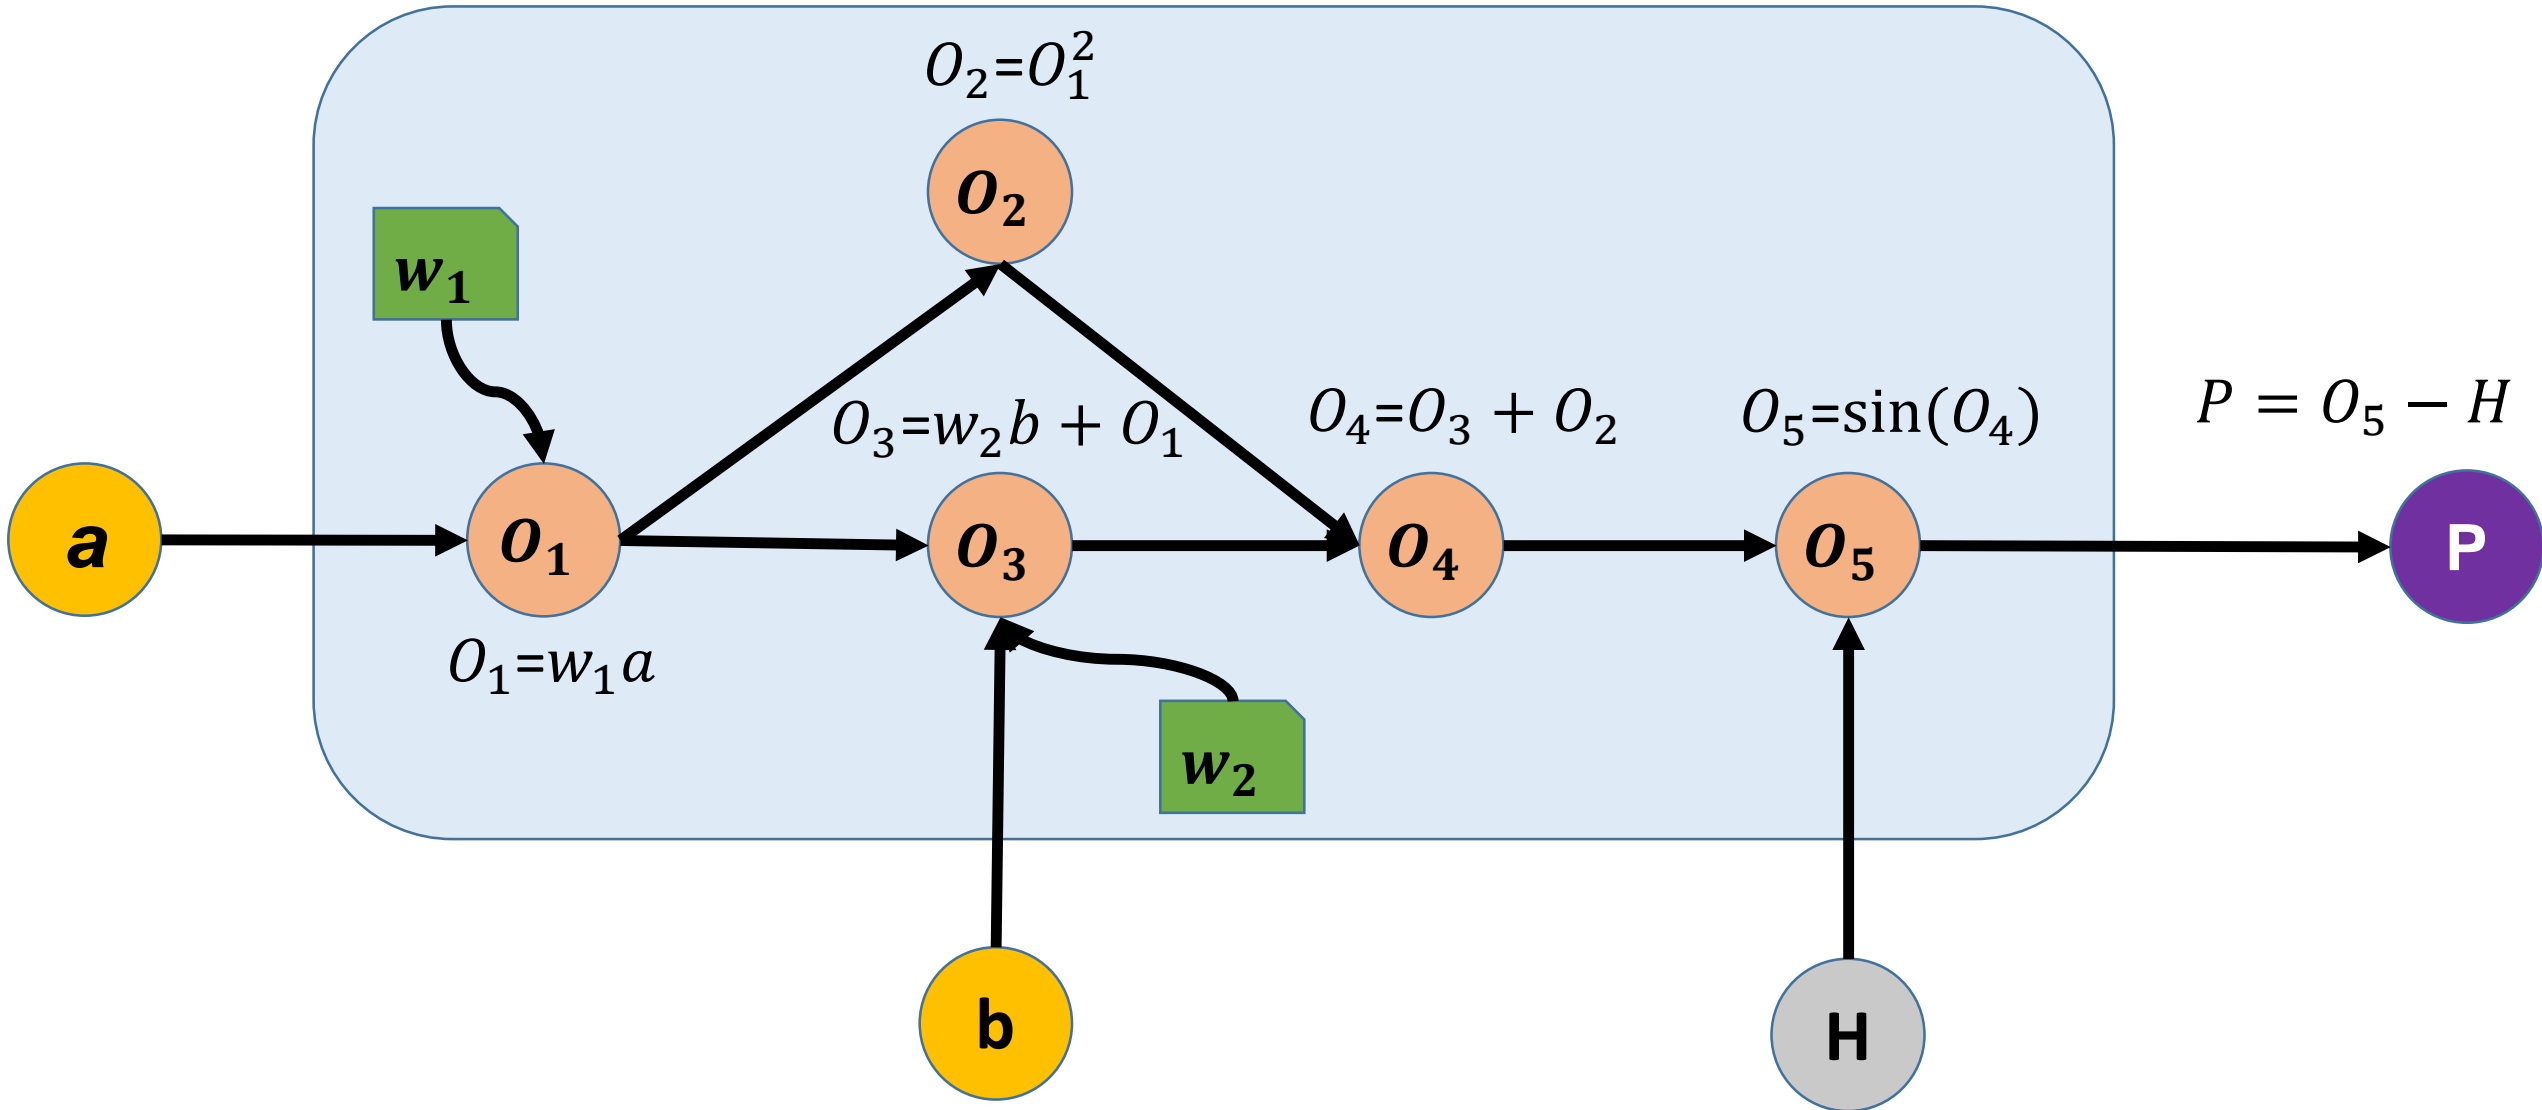 O₂=O₁²
O₂
w₁
O₃=w₂b + O₁
O₄=O₃ + O₂
O₅=sin(O₄)
P = O₅ − H
a
O₁
O₃
O₄
O₅
P
O₁=w₁a
w₂
b
H